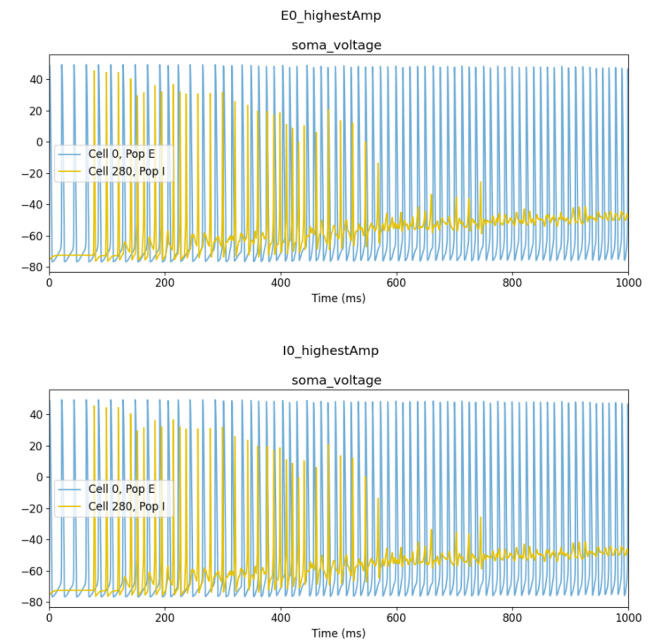 E0_highestAmp
soma_voltage
40
20
0
−20
−40
−60
−80
Cell 0, Pop E
Cell 280, Pop I
0 200 400 600 800 1000
Time (ms)
I0_highestAmp
soma_voltage
40
20
0
−20
−40
−60
−80
Cell 0, Pop E
Cell 280, Pop I
0 200 400 600 800 1000
Time (ms)